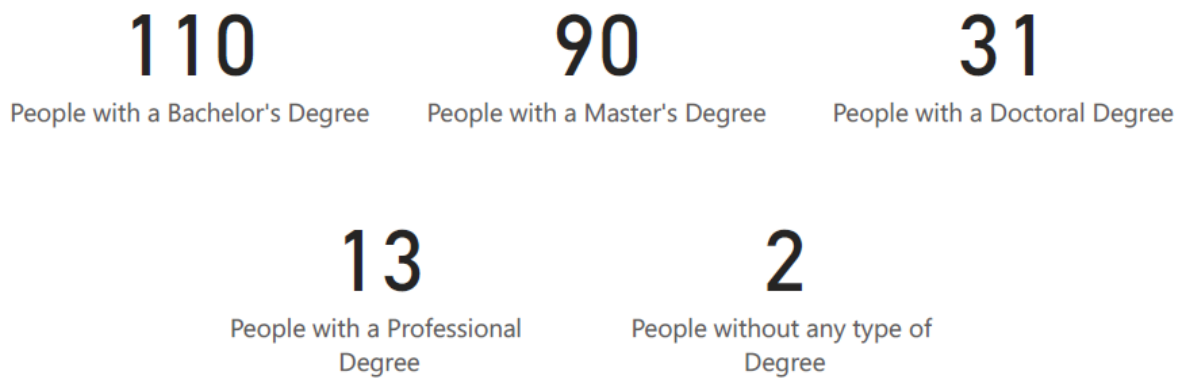 110 90 31
People with a Bachelor's Degree People with a Master's Degree People with a Doctoral Degree
13 2
People with a Professional People without any type of
Degree Degree